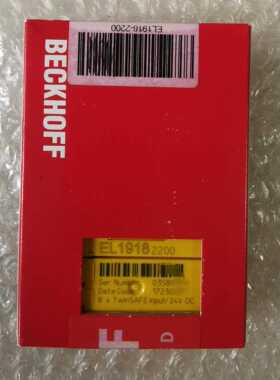 EL1918-2200
BECKHOFF
EL1918 2200
Ser Number
Date Code
8 x TwinSAFE Input/ 24V DC
D